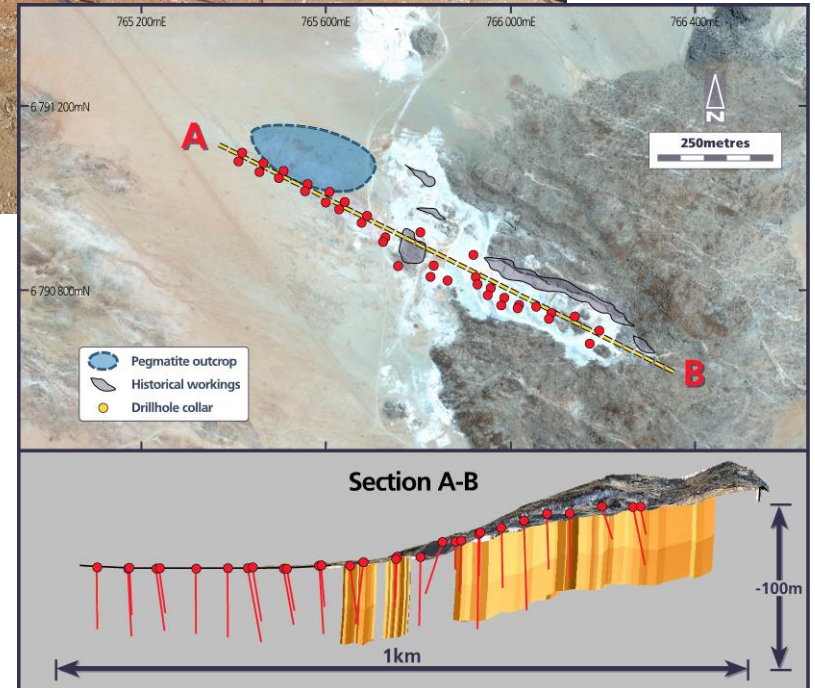 765 200mE
765 600mE
766 000mE
766 400mE
6 791 200mN
A
N
250metres
6 790 800mN
Pegmatite outcrop
Historical workings
Drillhole collar
B
Section A-B
-100m
1km